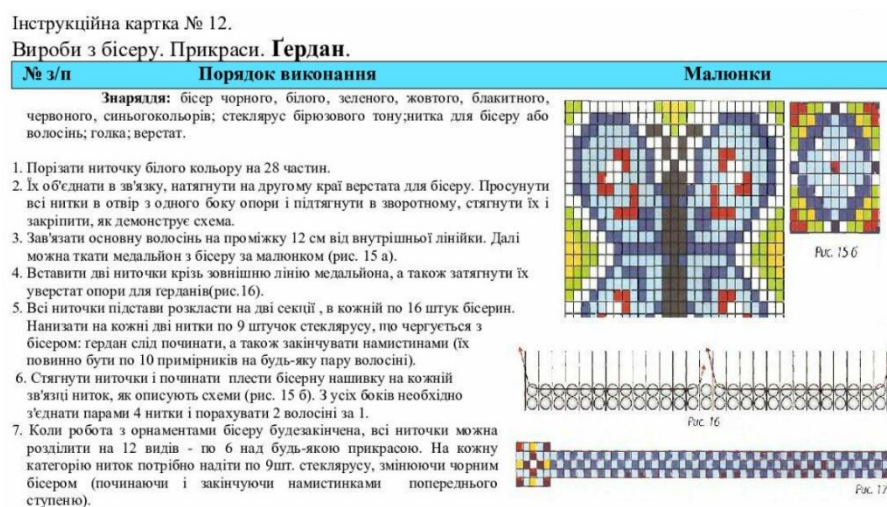 Інструкційна картка № 12.
Вироби з бісеру. Прикраси. Ґердан.
№ з/п Порядок виконання Малюнки
Знаряддя: бісер чорного, білого, зеленого, жовтого, блакитного,
червоного, синьогокольорів; стеклярус бірюзового тону;нитка для бісеру або
волосінь; голка; верстат.
1. Порізати ниточку білого кольору на 28 частин.
2. Їх об'єднати в зв'язку, натягнути на другому краї верстата для бісеру. Просунути
всі нитки в отвір з одного боку опори і підтягнути в зворотному, стягнути їх і
закріпити, як демонструє схема.
3. Зав'язати основну волосінь на проміжку 12 см від внутрішньої лінійки. Далі
можна ткати медальйон з бісеру за малюнком (рис. 15 а).
4. Вставити дві ниточки крізь зовнішню лінію медальйона, а також затягнути їх
уверстат опори для герданів(рис.16).
5. Всі ниточки підстави розкласти на дві секції , в кожній по 16 штук бісерин.
Нанизати на кожні дві нитки по 9 штучок стеклярусу, що чергується з
бісером: ґердан слід починати, а також закінчувати намистинами (їх
повинно бути по 10 примірників на будь-яку пару волосіні).
6. Стягнути ниточки і починати плести бісерну нашивку на кожній
зв'язці ниток, як описують схеми (рис. 15 б). З усіх боків необхідно
з'єднати парами 4 нитки і порахувати 2 волосіні за 1.
7. Коли робота з орнаментами бісеру будезакінчена, всі ниточки можна
розділити на 12 видів - по 6 над будь-якою прикрасою. На кожну
категорію ниток потрібно надіти по 9шт. стеклярусу, змінюючи чорним
бісером (починаючи і закінчуючи намистинками попереднього
ступеню).
Рис. 15 б
Рис. 16
Рис. 17